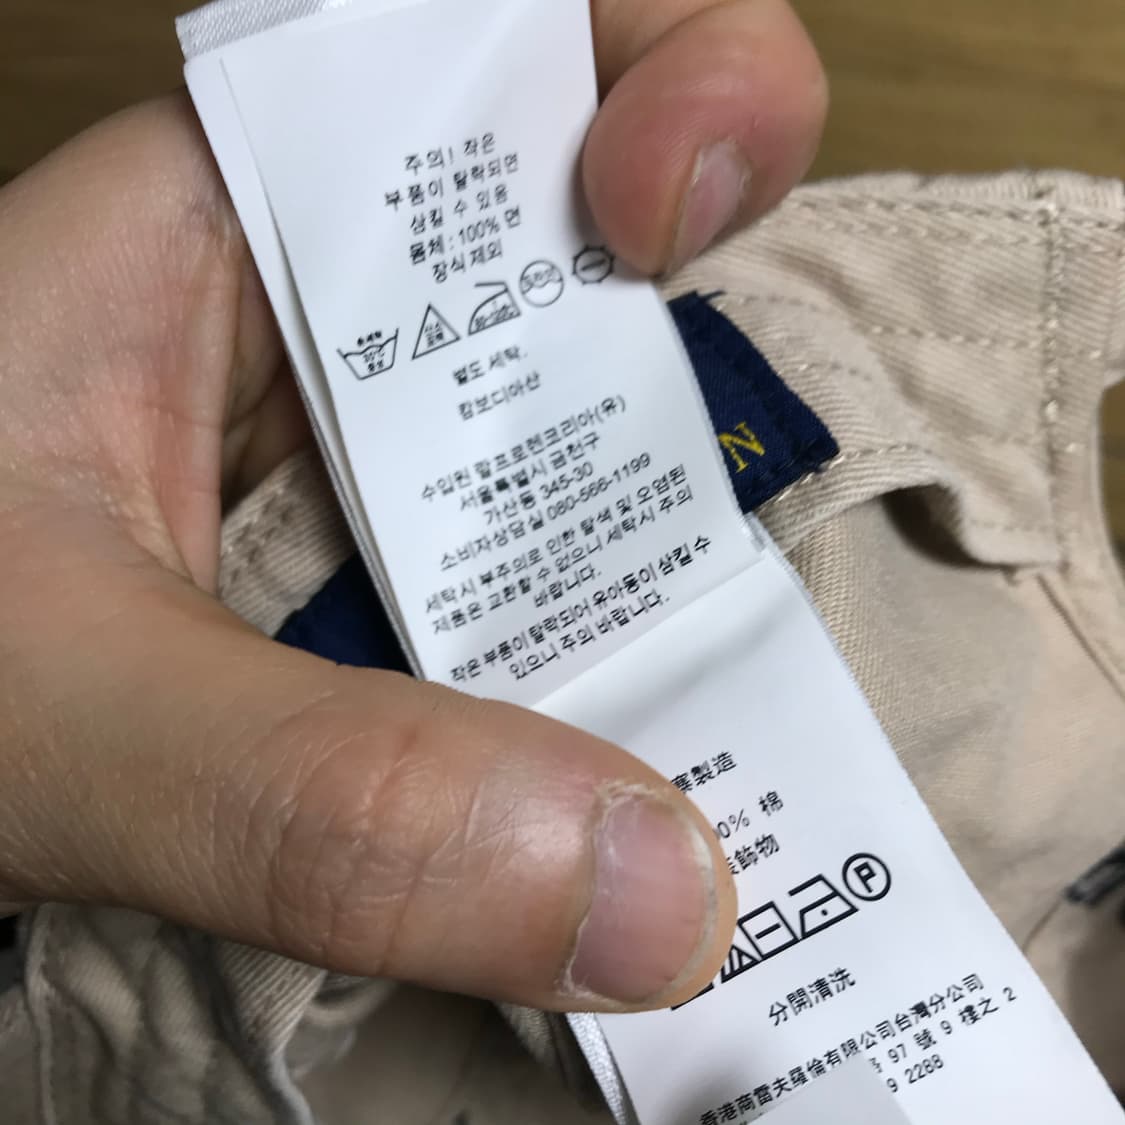 주의! 작은
부품이 탈락되면
삼킬 수 있음
몸체:100% 면
장식제외
별도 세탁.
캄보디아산
수입원 랄프로렌코리아(유)
서울특별시 금천구
가산동 345-30
소비자상담실 080-566-1199
세탁시 부주의로 인한 탈색 및 오염된
제품은 교환할 수 없으니 세탁시 주의
바랍니다.
작은 부품이 탈락되어 유아동이 삼킬 수
있으니 주의 바랍니다.
N
寨製造
0% 棉
飾物
P
分開清洗
香港商雷夫羅倫有限公司台灣分公司
97 號 9 樓之 2
9 2288